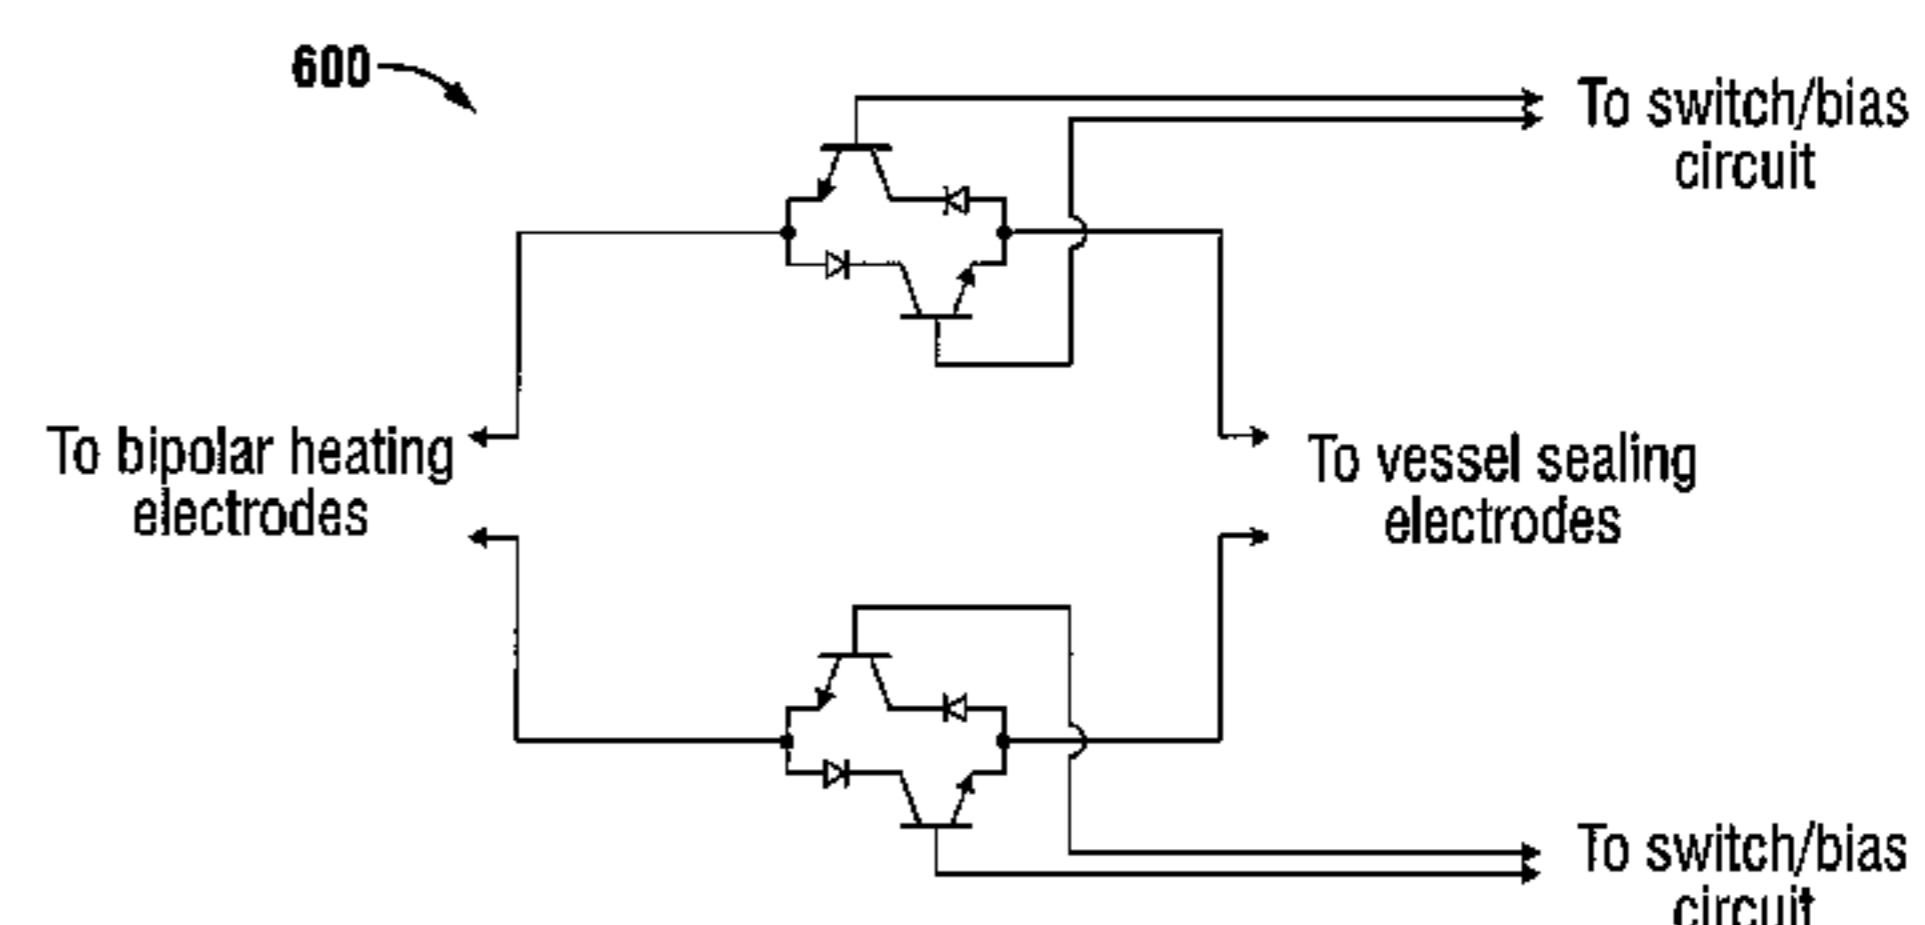 600
To switch/bias
circuit
To bipolar heating
electrodes
To vessel sealing
electrodes
To switch/bias
circuit